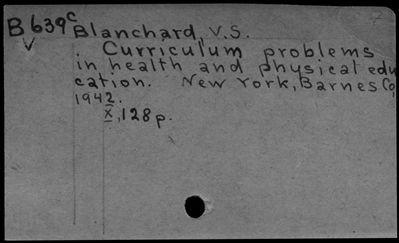 B639c Blanchard, V.S.
Curriculum problems
in health and physical edu
cation. New York, Barnes Co,
1942.
x, 128 p.